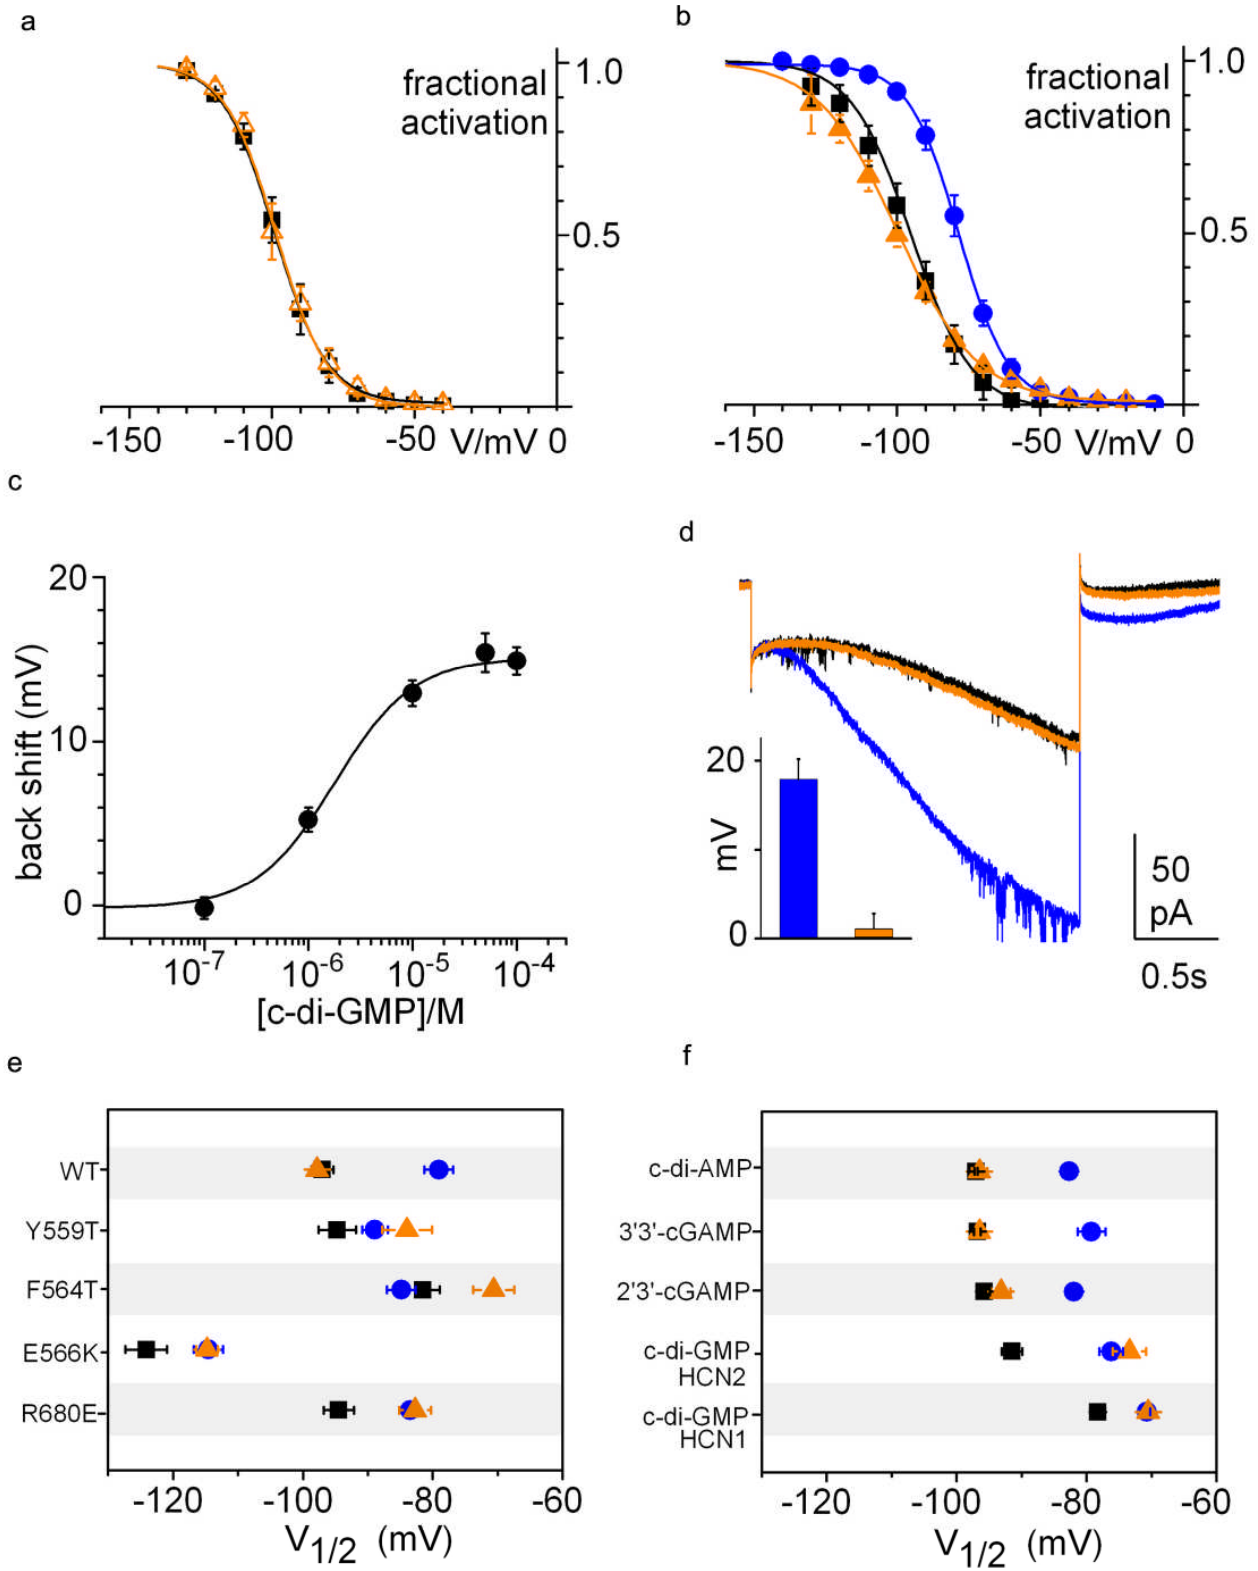 a
fractional
activation
1.0
0.5
-150
-100
-50
V/mV
0
b
fractional
activation
1.0
0.5
-150
-100
-50
V/mV
0
c
back shift (mV)
20
10
0
10-7
10-6
10-5
10-4
[c-di-GMP]/M
d
mV
20
0
50
pA
0.5s
e
WT
Y559T
F564T
E566K
R680E
-120
-100
-80
-60
V1/2 (mV)
f
c-di-AMP
3'3'-cGAMP
2'3'-cGAMP
c-di-GMP
HCN2
c-di-GMP
HCN1
-120
-100
-80
-60
V1/2 (mV)